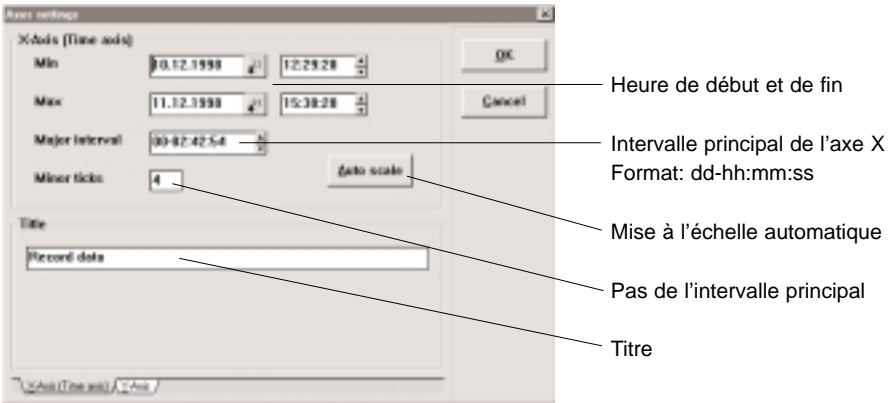 Axes settings
X-Axis (Time axis)
Min 10.12.1998 12:29:28
Max 11.12.1998 15:38:28
Major interval 00-02:42:54
Minor ticks 4
Auto scale
OK
Cancel
Title
Record data
X-Axis (Time axis) Y-Axis
Heure de début et de fin
Intervalle principal de l’axe X
Format: dd-hh:mm:ss
Mise à l’échelle automatique
Pas de l’intervalle principal
Titre